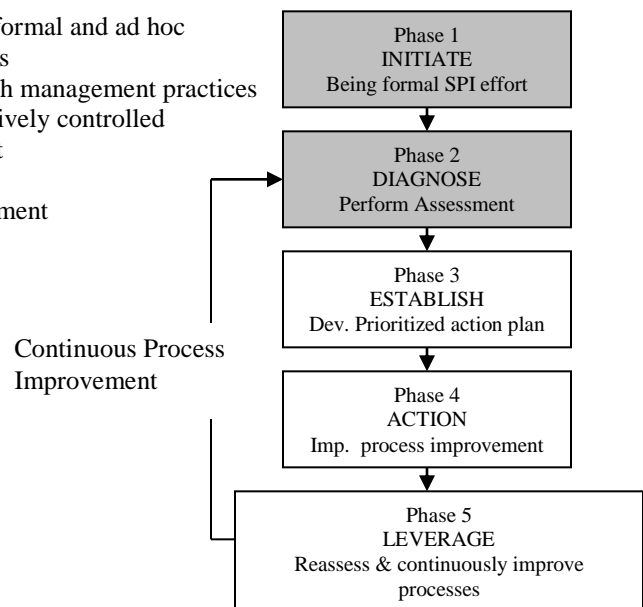 formal and ad hoc
s
h management practices
ively controlled
t
ment
Phase 1
INITIATE
Being formal SPI effort
Phase 2
DIAGNOSE
Perform Assessment
Phase 3
ESTABLISH
Dev. Prioritized action plan
Continuous Process
Improvement
Phase 4
ACTION
Imp. process improvement
Phase 5
LEVERAGE
Reassess & continuously improve
processes